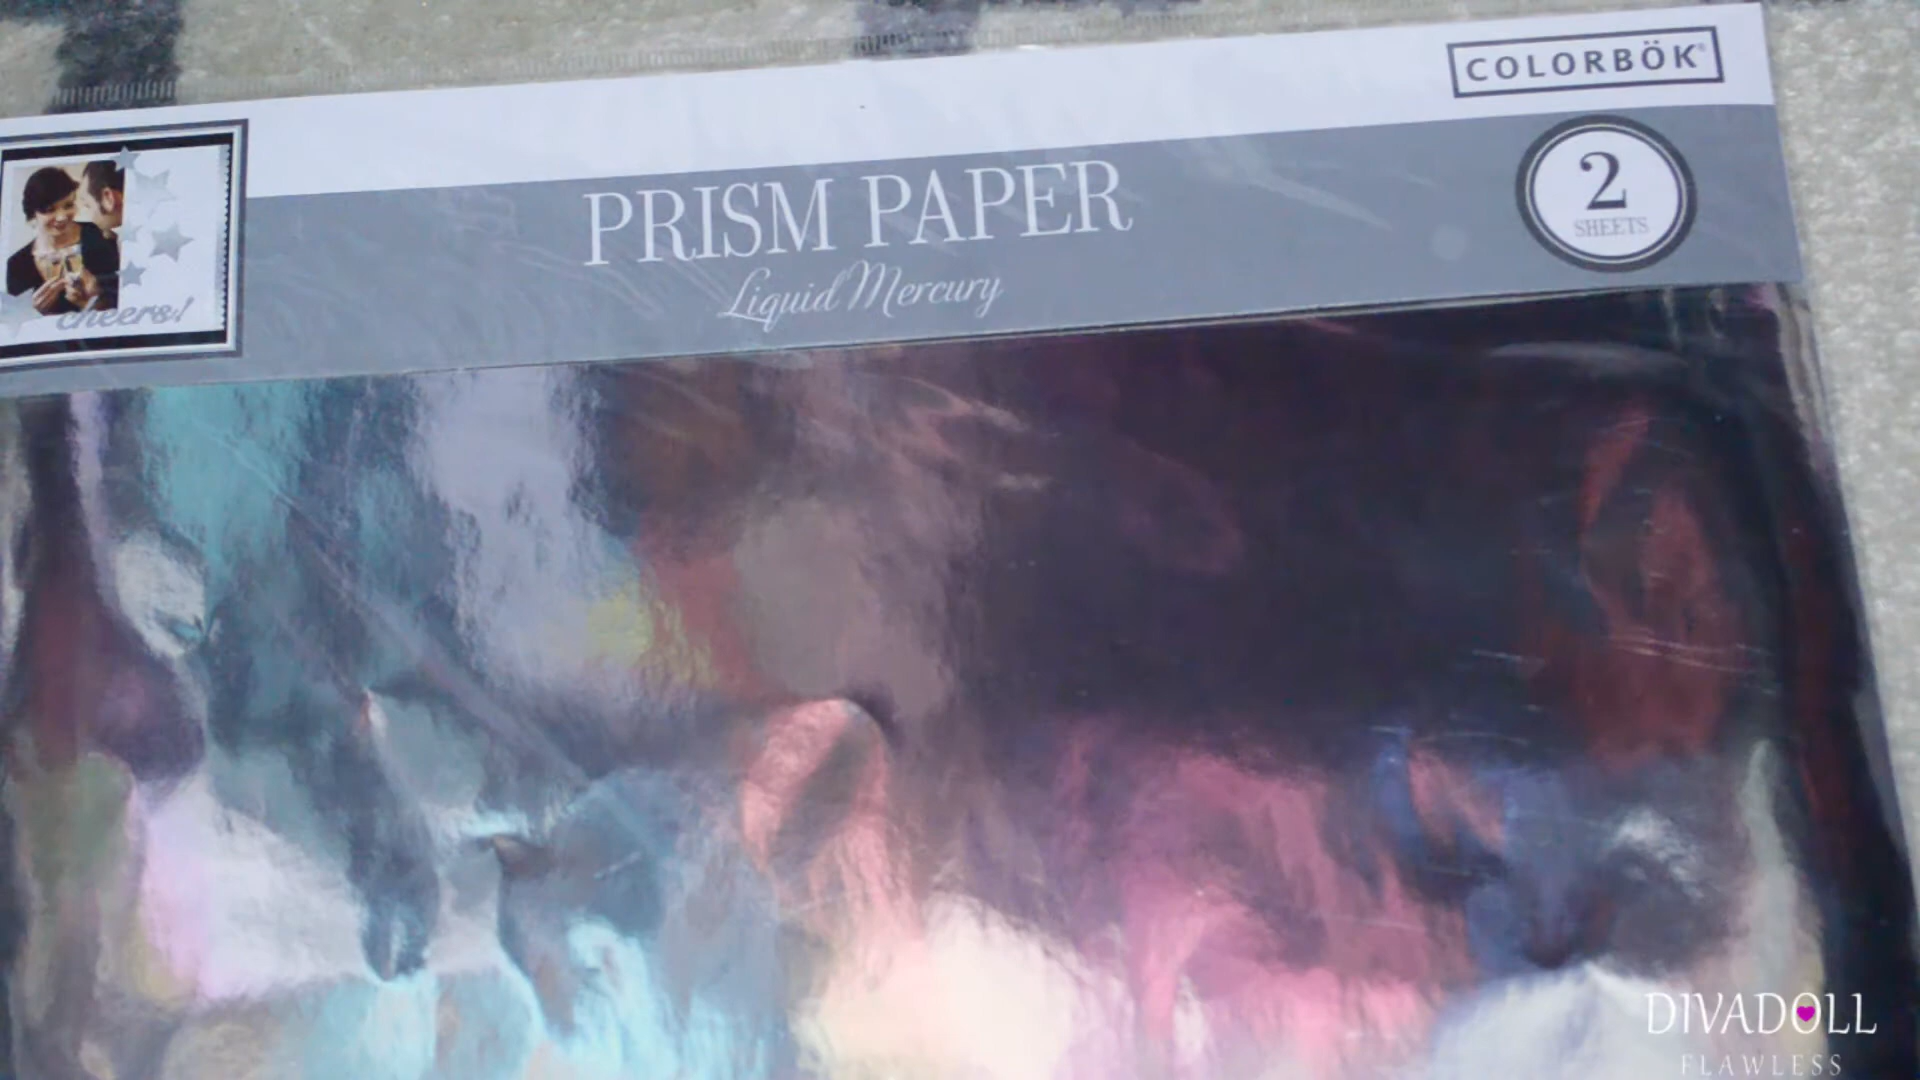 COLORBÖK®
PRISM PAPER
Liquid Mercury
2
SHEETS
cheers!
DIVADOLL
FLAWLESS